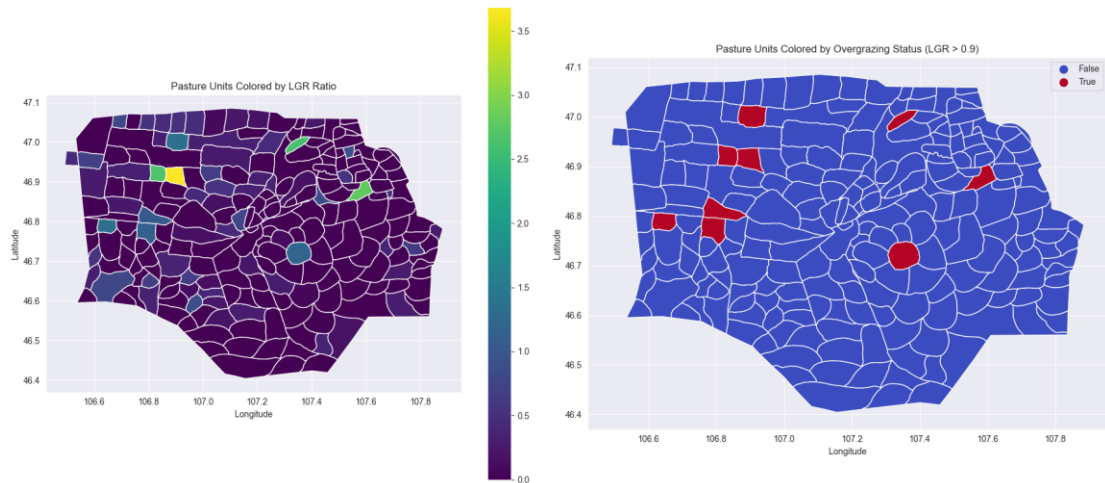 Pasture Units Colored by LGR Ratio
47.1
47.0
46.9
46.8
46.7
46.6
46.5
46.4
Latitude
106.6 106.8 107.0 107.2 107.4 107.6 107.8
Longitude
3.5
3.0
2.5
2.0
1.5
1.0
0.5
0.0
Pasture Units Colored by Overgrazing Status (LGR > 0.9)
False
True
47.1
47.0
46.9
46.8
46.7
46.6
46.5
46.4
Latitude
106.6 106.8 107.0 107.2 107.4 107.6 107.8
Longitude